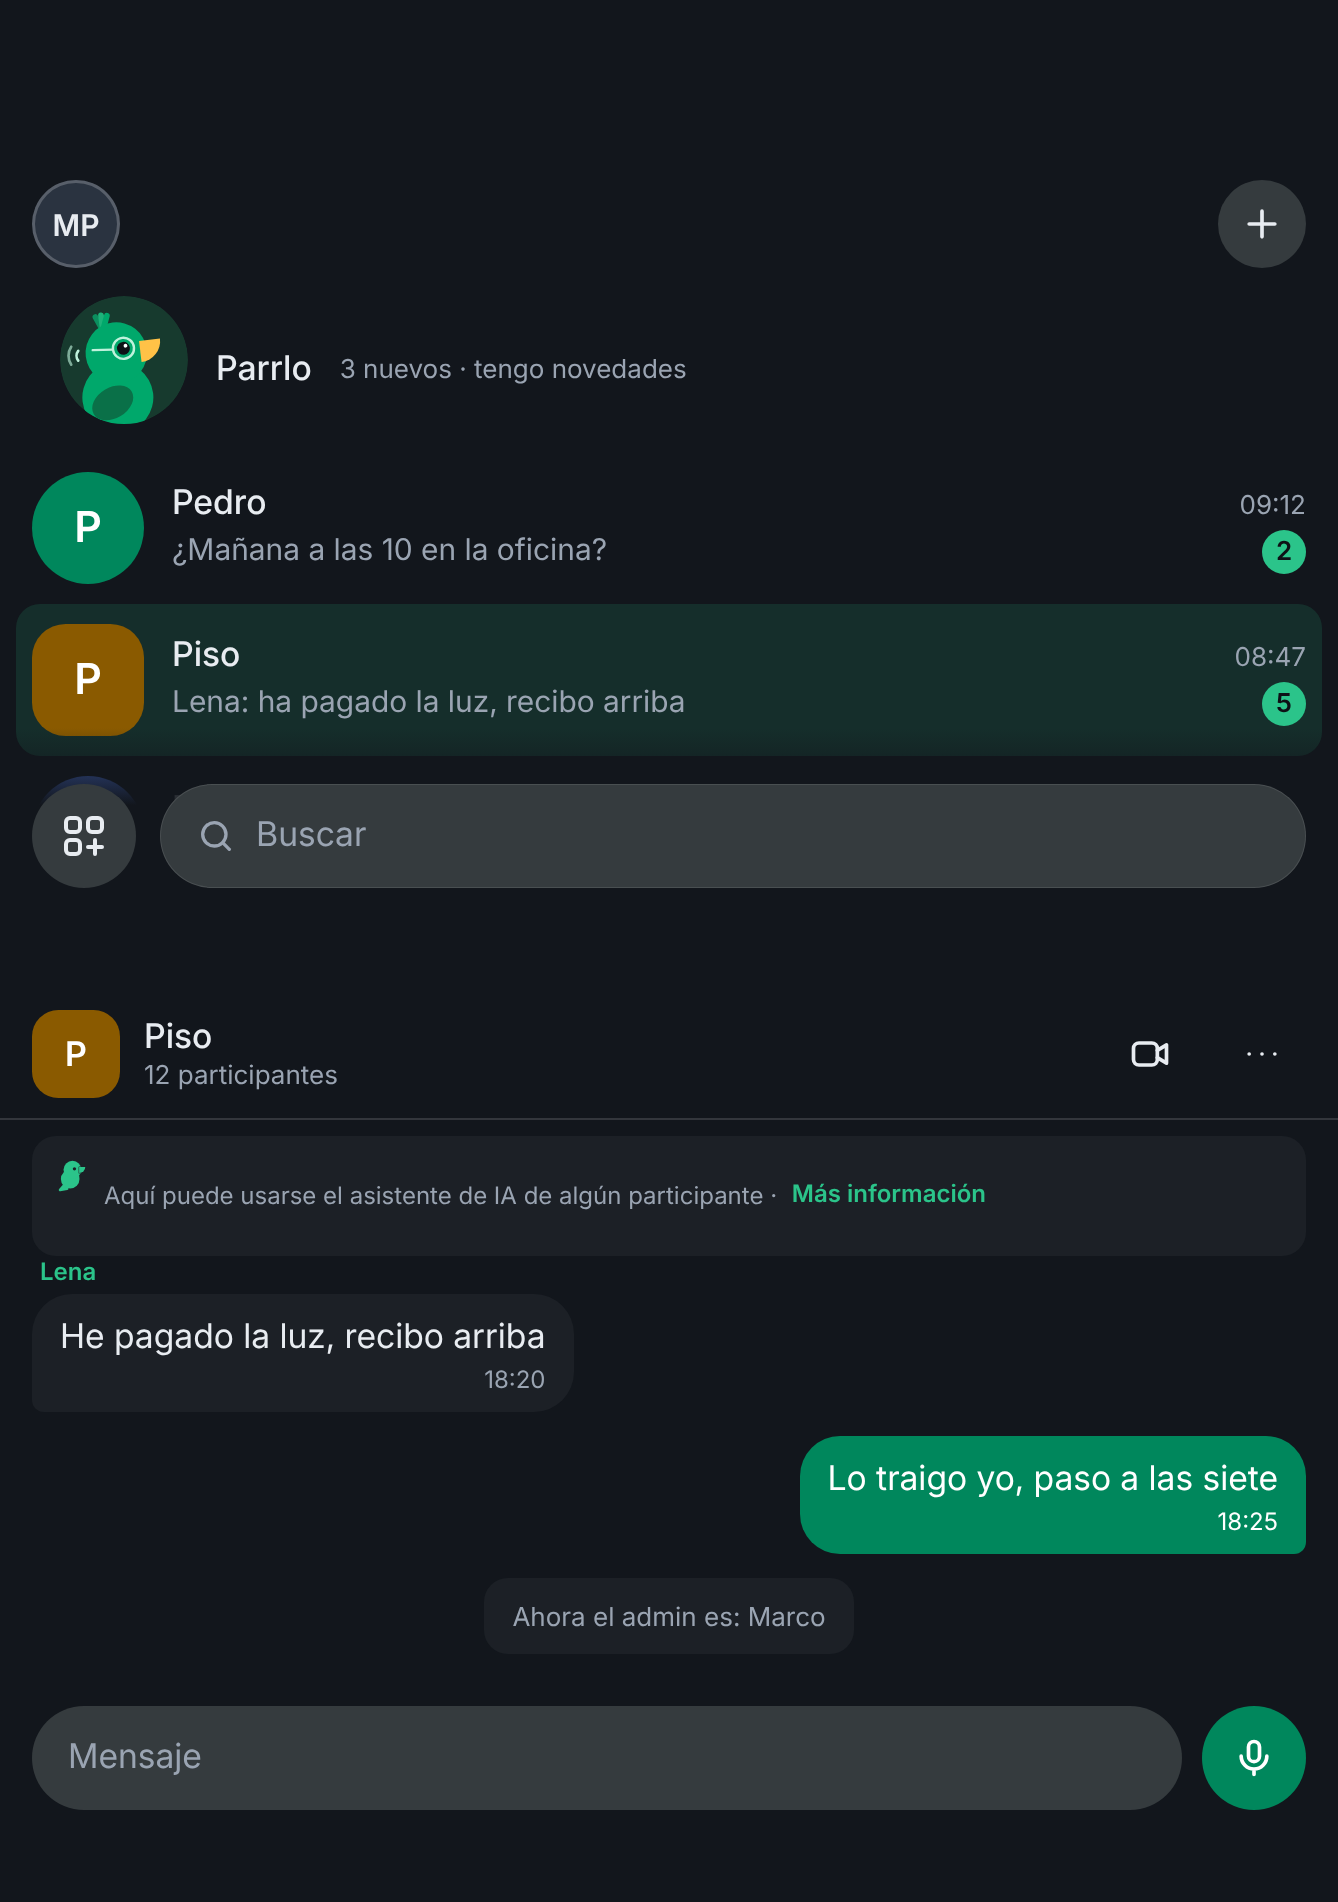 MP
Parrlo 3 nuevos · tengo novedades
P
Pedro 09:12
¿Mañana a las 10 en la oficina? 2
P
Piso 08:47
Lena: ha pagado la luz, recibo arriba 5
Buscar
P
Piso
12 participantes
Aquí puede usarse el asistente de IA de algún participante · Más información
Lena
He pagado la luz, recibo arriba
18:20
Lo traigo yo, paso a las siete
18:25
Ahora el admin es: Marco
Mensaje